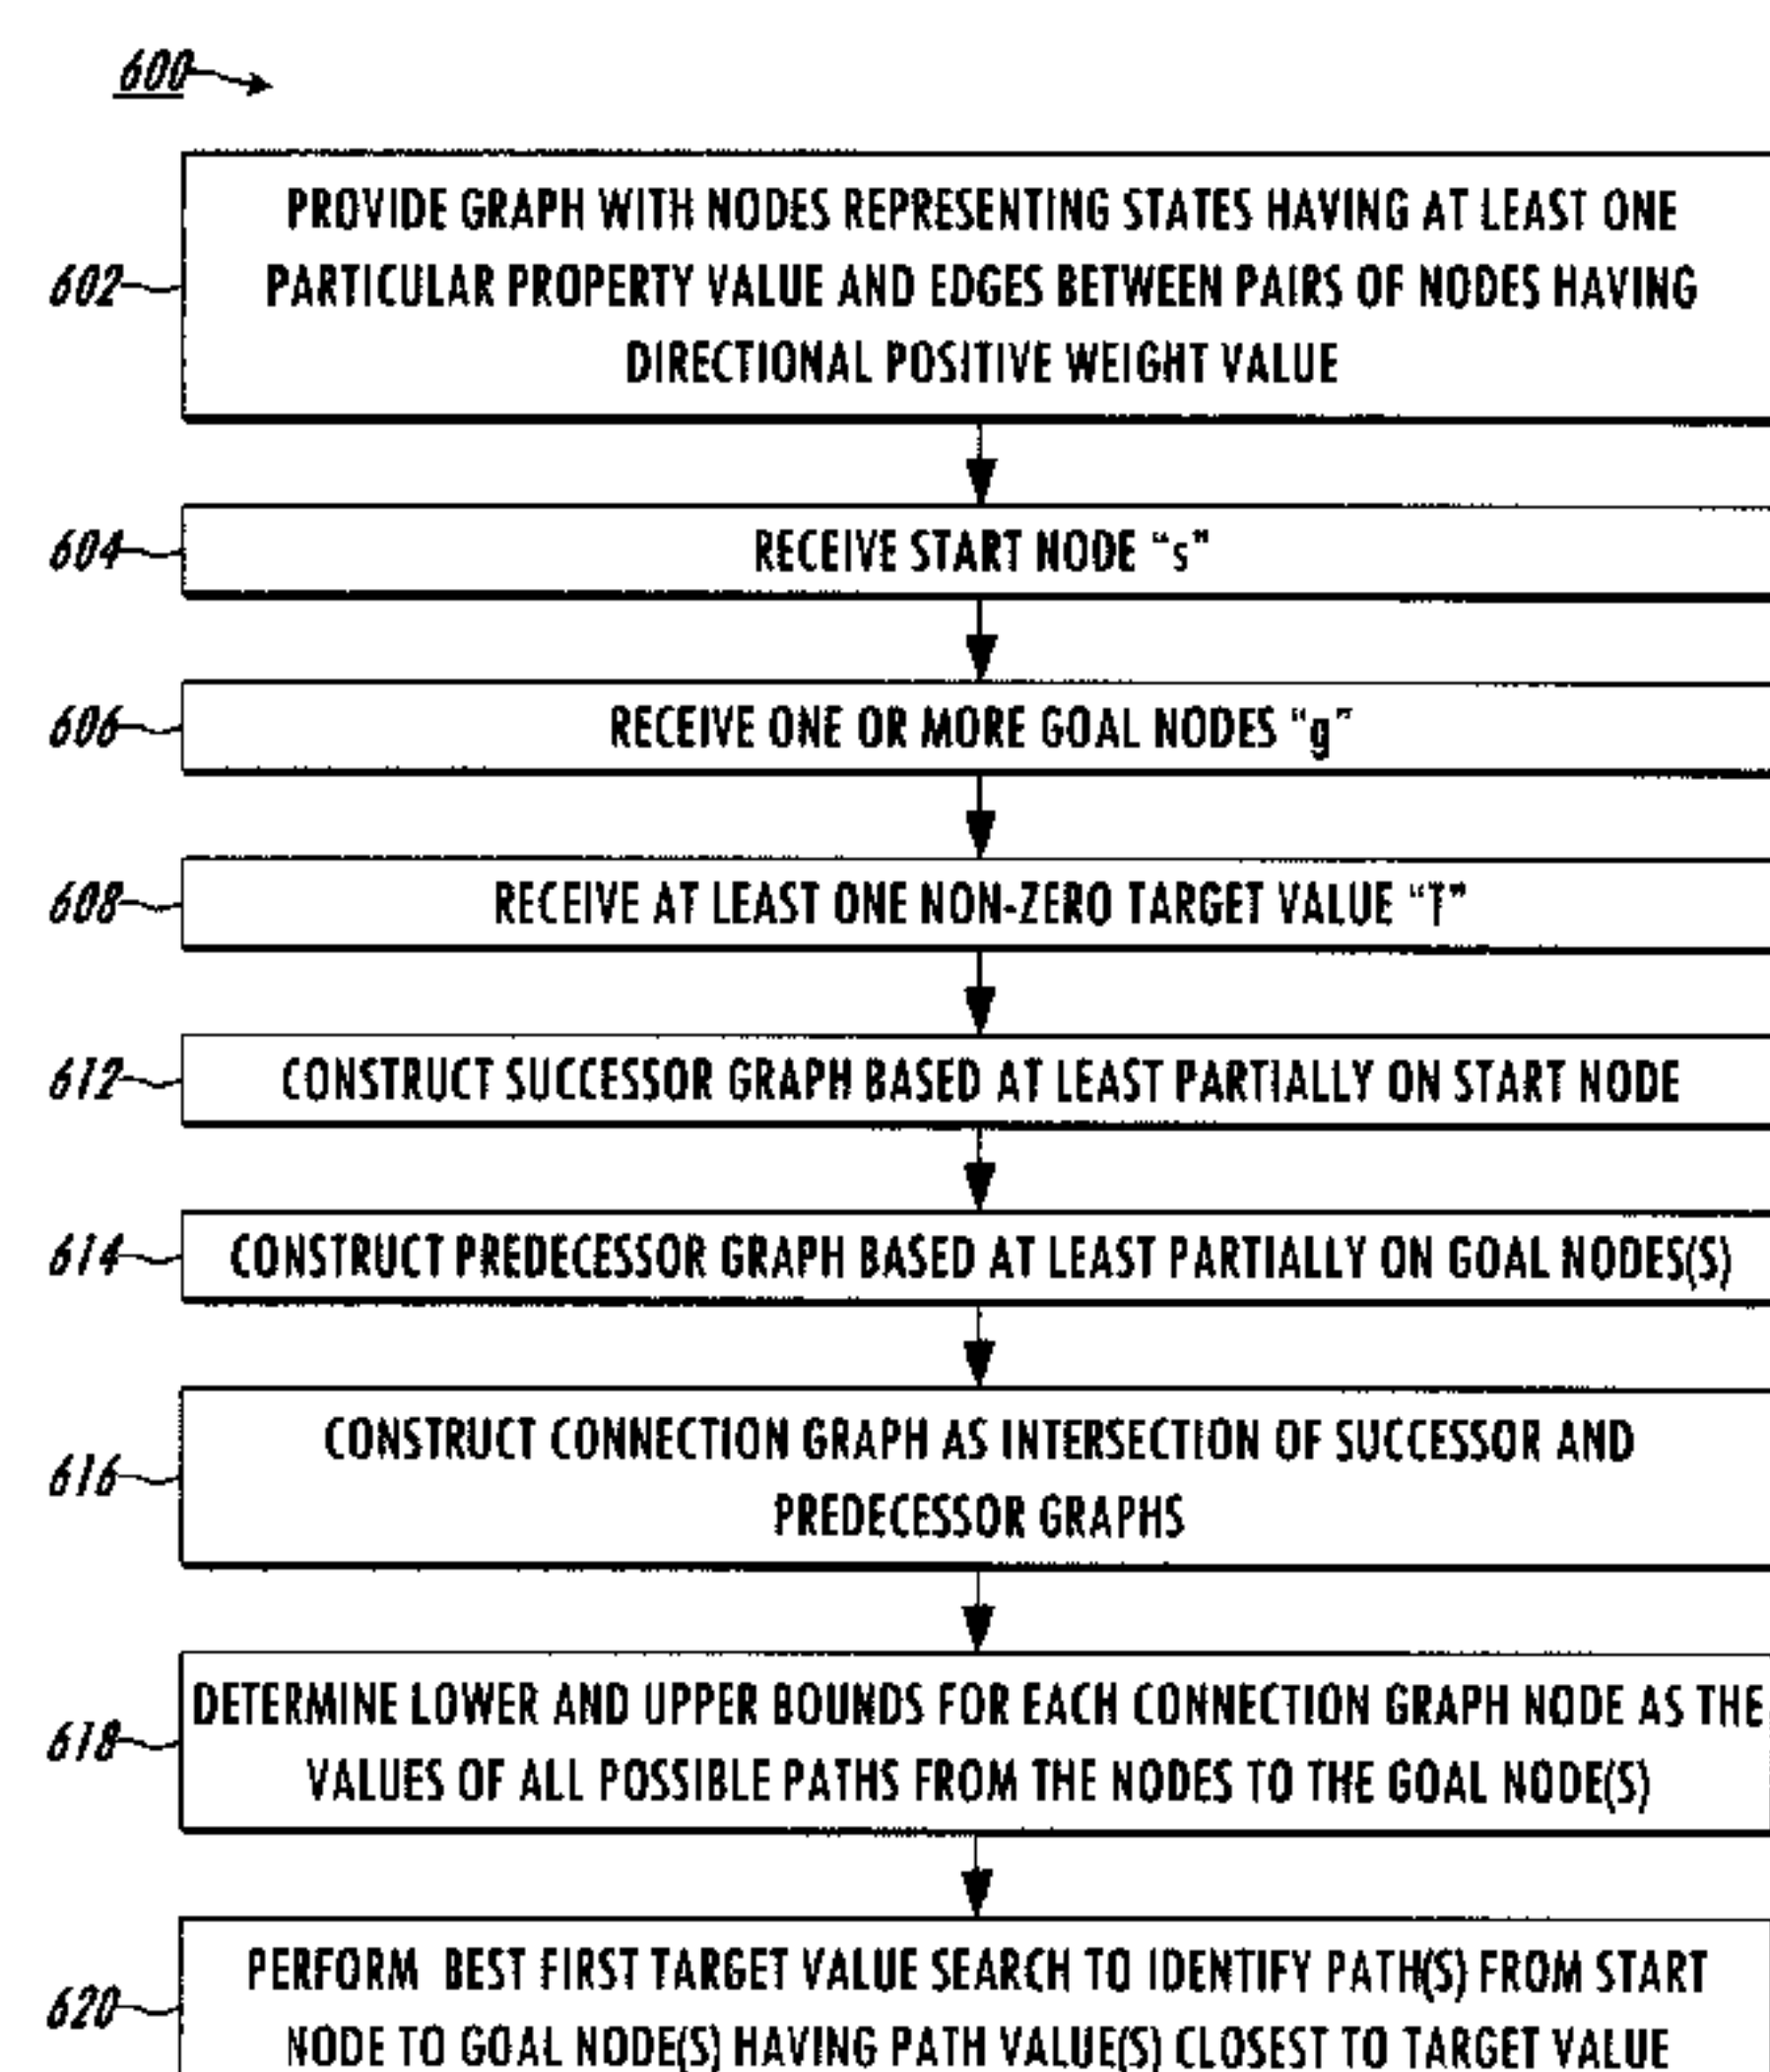 600
602
PROVIDE GRAPH WITH NODES REPRESENTING STATES HAVING AT LEAST ONE
PARTICULAR PROPERTY VALUE AND EDGES BETWEEN PAIRS OF NODES HAVING
DIRECTIONAL POSITIVE WEIGHT VALUE
604
RECEIVE START NODE "s"
606
RECEIVE ONE OR MORE GOAL NODES "g"
608
RECEIVE AT LEAST ONE NON-ZERO TARGET VALUE "T"
612
CONSTRUCT SUCCESSOR GRAPH BASED AT LEAST PARTIALLY ON START NODE
614
CONSTRUCT PREDECESSOR GRAPH BASED AT LEAST PARTIALLY ON GOAL NODES(S)
616
CONSTRUCT CONNECTION GRAPH AS INTERSECTION OF SUCCESSOR AND
PREDECESSOR GRAPHS
618
DETERMINE LOWER AND UPPER BOUNDS FOR EACH CONNECTION GRAPH NODE AS THE
VALUES OF ALL POSSIBLE PATHS FROM THE NODES TO THE GOAL NODE(S)
620
PERFORM BEST FIRST TARGET VALUE SEARCH TO IDENTIFY PATH(S) FROM START
NODE TO GOAL NODE(S) HAVING PATH VALUE(S) CLOSEST TO TARGET VALUE